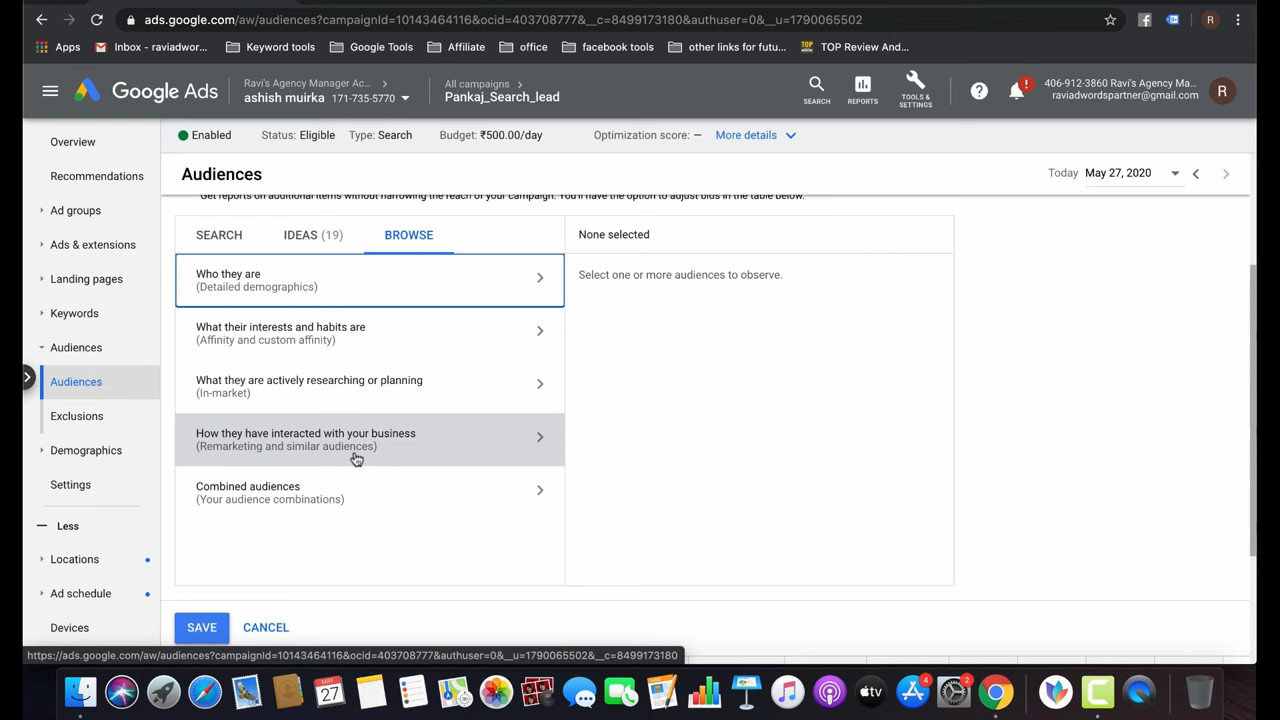 ads.google.com/aw/audiences?campaignId=10143464116&ocid=403708777&__c=8499173180&authuser=0&__u=1790065502
R
Apps
Inbox - raviadwor...
Keyword tools
Google Tools
Affiliate
office
facebook tools
other links for futu...
TOP Review And...
Google Ads
Ravi's Agency Manager Ac...
ashish muirka 171-735-5770
All campaigns
Pankaj_Search_lead
SEARCH
REPORTS
TOOLS &
SETTINGS
406-912-3860 Ravi's Agency Ma...
raviadwordspartner@gmail.com
R
Enabled Status: Eligible Type: Search Budget: ₹500.00/day Optimization score: – More details
Audiences
Today May 27, 2020
Overview
Recommendations
Ad groups
Ads & extensions
Landing pages
Keywords
Audiences
Audiences
Exclusions
Demographics
Settings
Less
Locations
Ad schedule
Devices
Get reports on additional items without narrowing the reach of your campaign. You'll have the option to adjust bids in the table below.
SEARCH IDEAS (19) BROWSE
None selected
Select one or more audiences to observe.
Who they are
(Detailed demographics)
What their interests and habits are
(Affinity and custom affinity)
What they are actively researching or planning
(In-market)
How they have interacted with your business
(Remarketing and similar audiences)
Combined audiences
(Your audience combinations)
SAVE CANCEL
https://ads.google.com/aw/audiences?campaignId=10143464116&ocid=403708777&authuser=0&__u=1790065502&__c=8499173180
MAY
27
tv
4
2